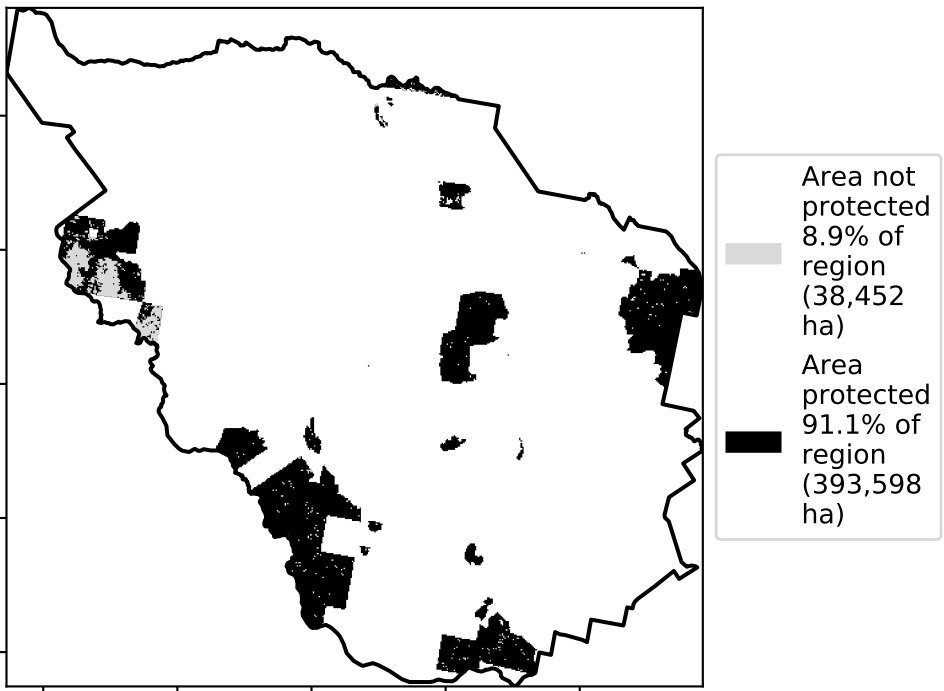 Area not
protected
8.9% of
region
(38,452
ha)
Area
protected
91.1% of
region
(393,598
ha)